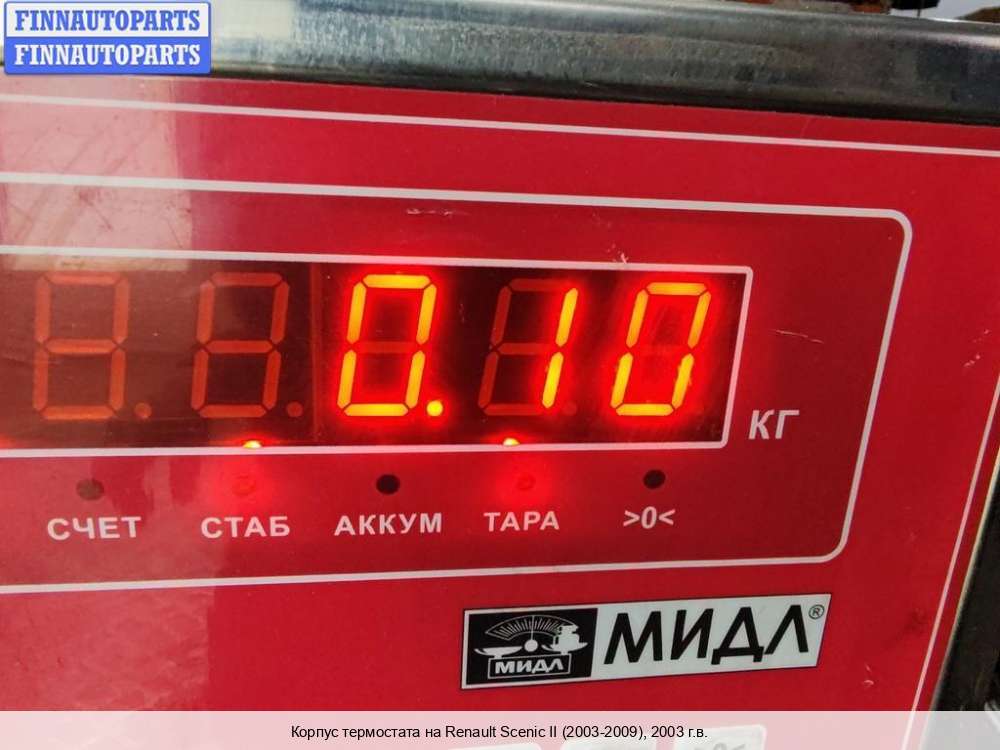 FINNAUTOPARTS
FINNAUTOPARTS
0.10
КГ
СЧЕТ СТАБ АККУМ ТАРА >0<
МИДЛ МИДЛ®
Корпус термостата на Renault Scenic II (2003-2009), 2003 г.в.